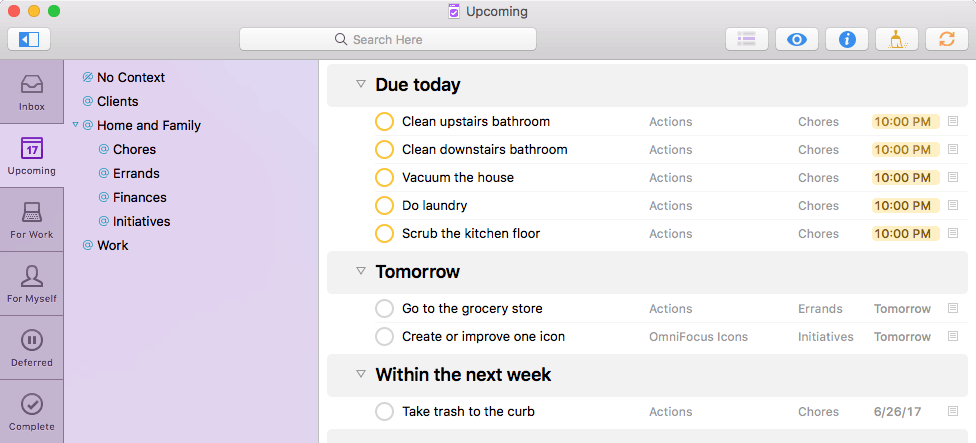 Upcoming
Search Here
Inbox
17
Upcoming
For Work
For Myself
Deferred
Complete
No Context
@ Clients
@ Home and Family
@ Chores
@ Errands
@ Finances
@ Initiatives
@ Work
Due today
Clean upstairs bathroom Actions Chores 10:00 PM
Clean downstairs bathroom Actions Chores 10:00 PM
Vacuum the house Actions Chores 10:00 PM
Do laundry Actions Chores 10:00 PM
Scrub the kitchen floor Actions Chores 10:00 PM
Tomorrow
Go to the grocery store Actions Errands Tomorrow
Create or improve one icon OmniFocus Icons Initiatives Tomorrow
Within the next week
Take trash to the curb Actions Chores 6/26/17